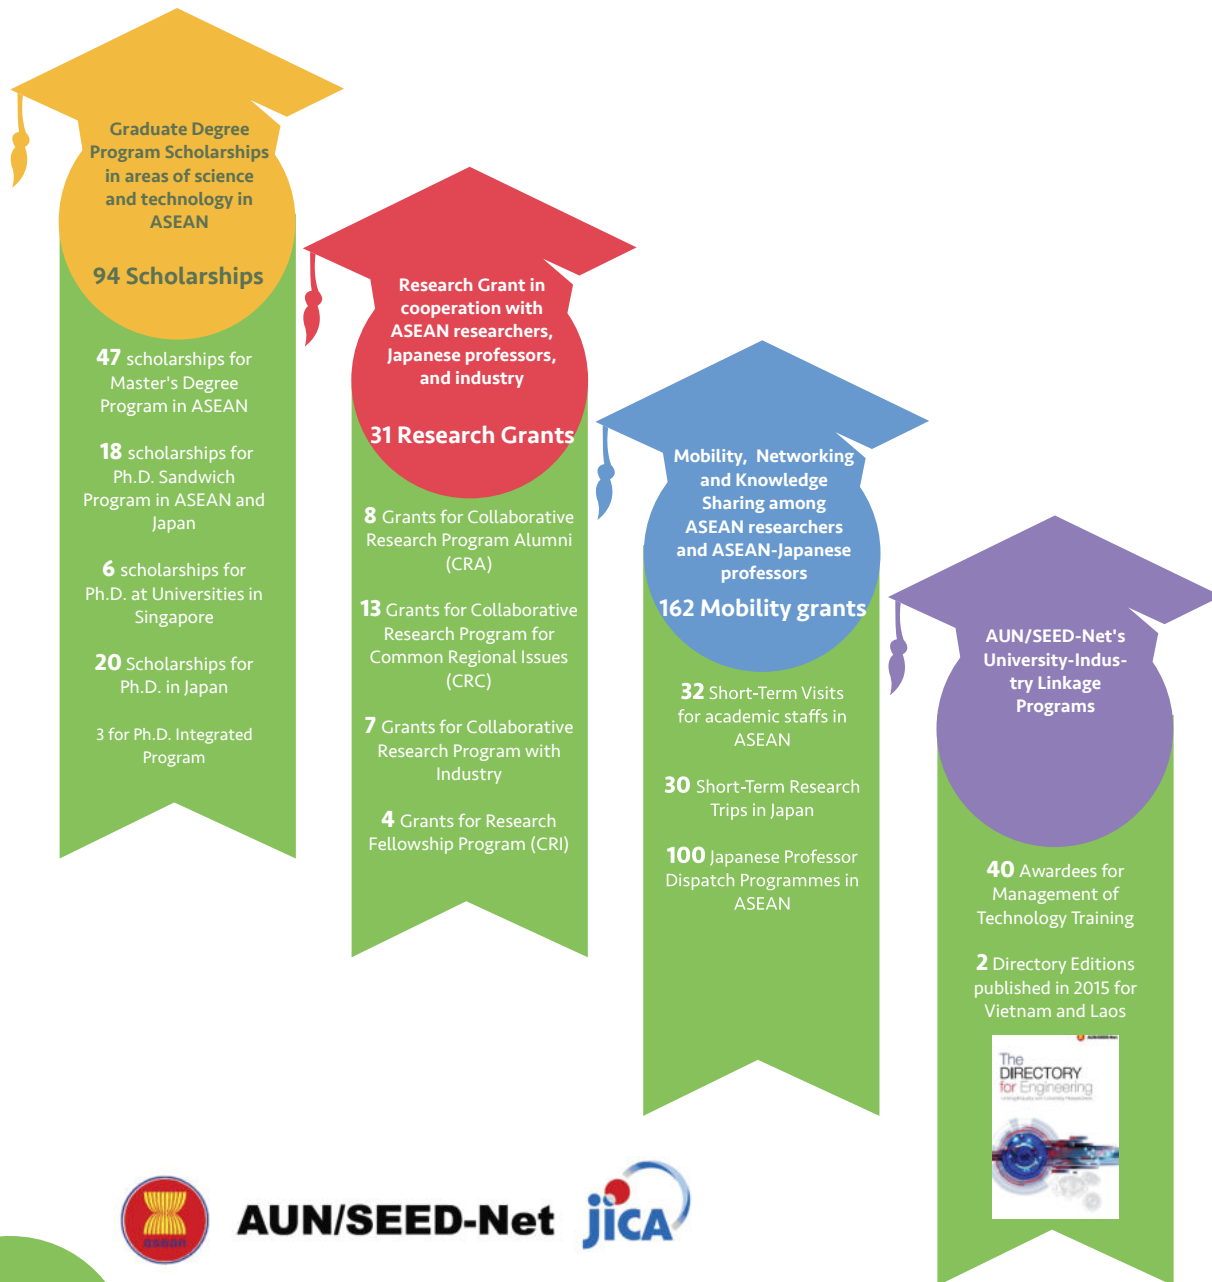 Graduate Degree
Program Scholarships
in areas of science
and technology in
ASEAN
94 Scholarships
47 scholarships for
Master's Degree
Program in ASEAN
18 scholarships for
Ph.D. Sandwich
Program in ASEAN and
Japan
6 scholarships for
Ph.D. at Universities in
Singapore
20 Scholarships for
Ph.D. in Japan
3 for Ph.D. Integrated
Program
Research Grant in
cooperation with
ASEAN researchers,
Japanese professors,
and industry
31 Research Grants
8 Grants for Collaborative
Research Program Alumni
(CRA)
13 Grants for Collaborative
Research Program for
Common Regional Issues
(CRC)
7 Grants for Collaborative
Research Program with
Industry
4 Grants for Research
Fellowship Program (CRI)
Mobility, Networking
and Knowledge
Sharing among
ASEAN researchers
and ASEAN-Japanese
professors
162 Mobility grants
32 Short-Term Visits
for academic staffs in
ASEAN
30 Short-Term Research
Trips in Japan
100 Japanese Professor
Dispatch Programmes in
ASEAN
AUN/SEED-Net's
University-Indus-
try Linkage
Programs
40 Awardees for
Management of
Technology Training
2 Directory Editions
published in 2015 for
Vietnam and Laos
AUN/SEED-Net
The
DIRECTORY
for Engineering
asean
AUN/SEED-Net
jICA